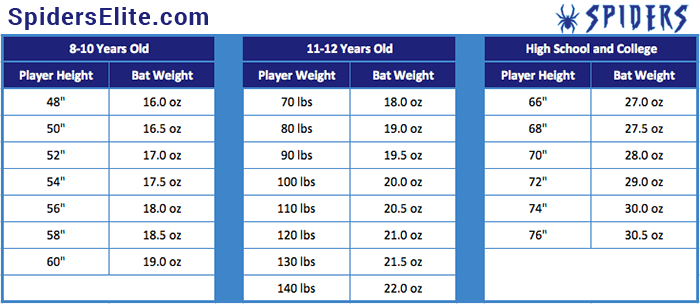 SpidersElite.com SPIDERS
8-10 Years Old 11-12 Years Old High School and College
Player Height Bat Weight Player Weight Bat Weight Player Height Bat Weight
48" 16.0 oz 70 lbs 18.0 oz 66" 27.0 oz
50" 16.5 oz 80 lbs 19.0 oz 68" 27.5 oz
52" 17.0 oz 90 lbs 19.5 oz 70" 28.0 oz
54" 17.5 oz 100 lbs 20.0 oz 72" 29.0 oz
56" 18.0 oz 110 lbs 20.5 oz 74" 30.0 oz
58" 18.5 oz 120 lbs 21.0 oz 76" 30.5 oz
60" 19.0 oz 130 lbs 21.5 oz
140 lbs 22.0 oz